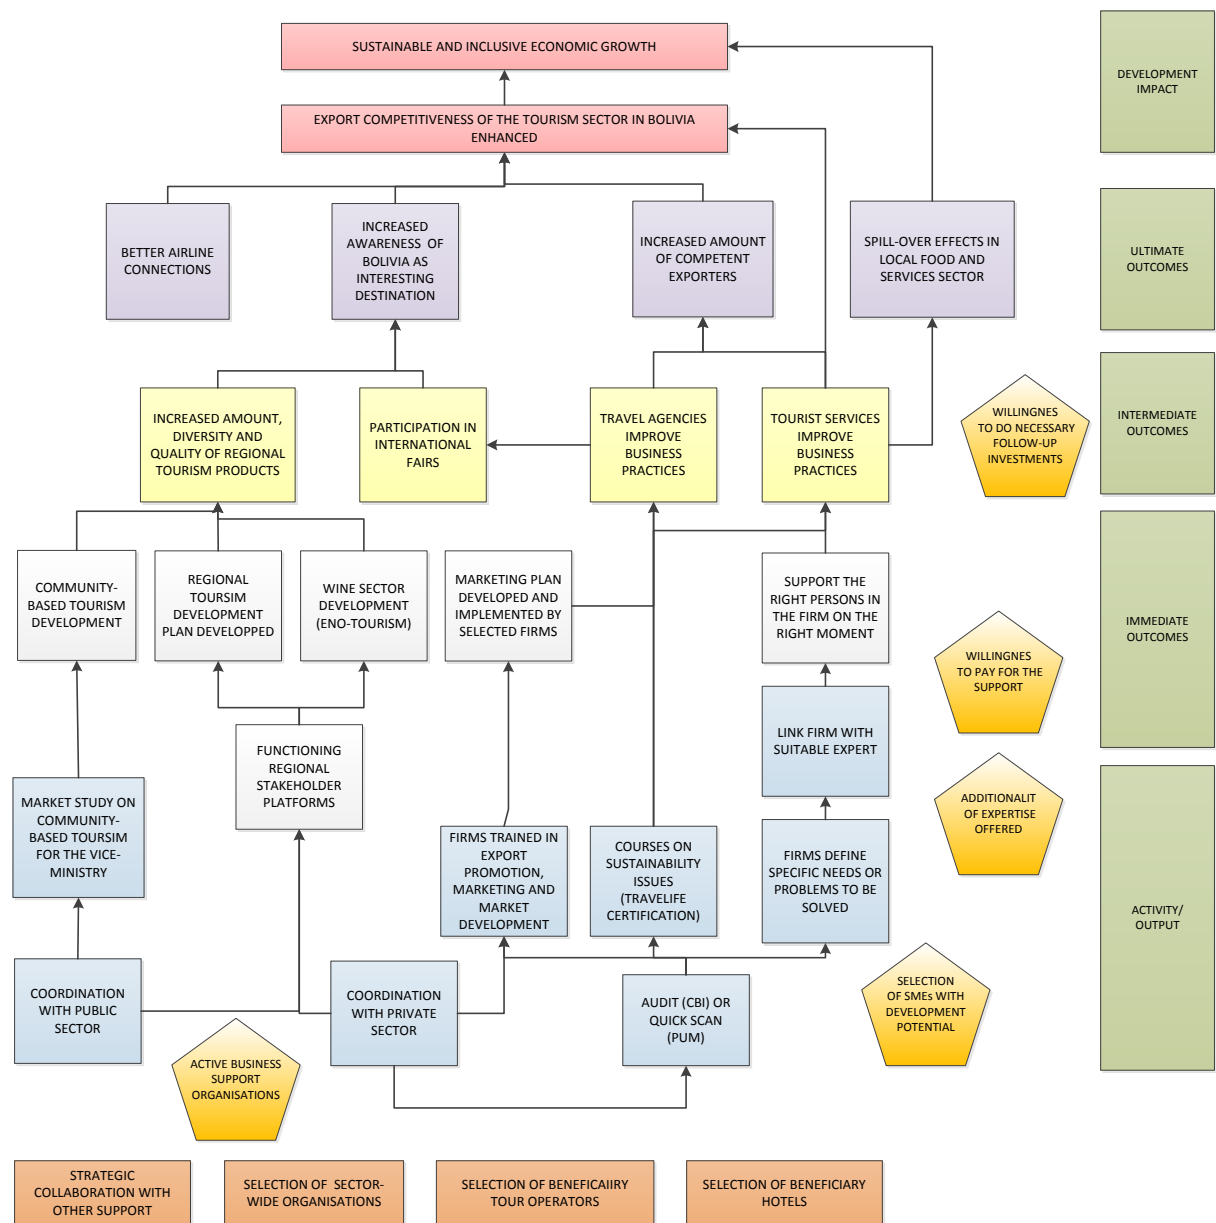 SUSTAINABLE AND INCLUSIVE ECONOMIC GROWTH
DEVELOPMENT
IMPACT
EXPORT COMPETITIVENESS OF THE TOURISM SECTOR IN BOLIVIA
ENHANCED
BETTER AIRLINE
CONNECTIONS
INCREASED
AWARENESS OF
BOLIVIA AS
INTERESTING
DESTINATION
INCREASED AMOUNT
OF COMPETENT
EXPORTERS
SPILL-OVER EFFECTS IN
LOCAL FOOD AND
SERVICES SECTOR
ULTIMATE
OUTCOMES
INCREASED AMOUNT,
DIVERSITY AND
QUALITY OF REGIONAL
TOURISM PRODUCTS
PARTICIPATION IN
INTERNATIONAL
FAIRS
TRAVEL AGENCIES
IMPROVE
BUSINESS
PRACTICES
TOURIST SERVICES
IMPROVE
BUSINESS
PRACTICES
WILLINGNES
TO DO NECESSARY
FOLLOW-UP
INVESTMENTS
INTERMEDIATE
OUTCOMES
COMMUNITY-
BASED TOURISM
DEVELOPMENT
REGIONAL
TOURSIM
DEVELOPMENT
PLAN DEVELOPPED
WINE SECTOR
DEVELOPMENT
(ENO-TOURISM)
MARKETING PLAN
DEVELOPED AND
IMPLEMENTED BY
SELECTED FIRMS
SUPPORT THE
RIGHT PERSONS IN
THE FIRM ON THE
RIGHT MOMENT
IMMEDIATE
OUTCOMES
WILLINGNES
TO PAY FOR THE
SUPPORT
FUNCTIONING
REGIONAL
STAKEHOLDER
PLATFORMS
LINK FIRM WITH
SUITABLE EXPERT
MARKET STUDY ON
COMMUNITY-
BASED TOURSIM
FOR THE VICE-
MINISTRY
ADDITIONALIT
OF EXPERTISE
OFFERED
FIRMS TRAINED IN
EXPORT
PROMOTION,
MARKETING AND
MARKET
DEVELOPMENT
COURSES ON
SUSTAINABILITY
ISSUES
(TRAVELIFE
CERTIFICATION)
FIRMS DEFINE
SPECIFIC NEEDS OR
PROBLEMS TO BE
SOLVED
ACTIVITY/
OUTPUT
COORDINATION
WITH PUBLIC
SECTOR
COORDINATION
WITH PRIVATE
SECTOR
AUDIT (CBI) OR
QUICK SCAN
(PUM)
SELECTION
OF SMEs WITH
DEVELOPMENT
POTENTIAL
ACTIVE BUSINESS
SUPPORT
ORGANISATIONS
STRATEGIC
COLLABORATION WITH
OTHER SUPPORT
SELECTION OF SECTOR-
WIDE ORGANISATIONS
SELECTION OF BENEFICAIIRY
TOUR OPERATORS
SELECTION OF BENEFICIARY
HOTELS